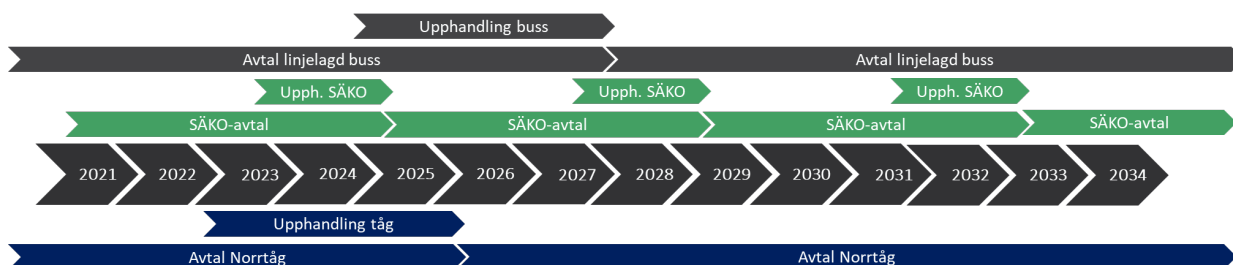 Upphandling buss
Avtal linjelagd buss Avtal linjelagd buss
Upph. SÄKO Upph. SÄKO Upph. SÄKO
SÄKO-avtal SÄKO-avtal SÄKO-avtal SÄKO-avtal
2021 2022 2023 2024 2025 2026 2027 2028 2029 2030 2031 2032 2033 2034
Upphandling tåg
Avtal Norrtåg Avtal Norrtåg